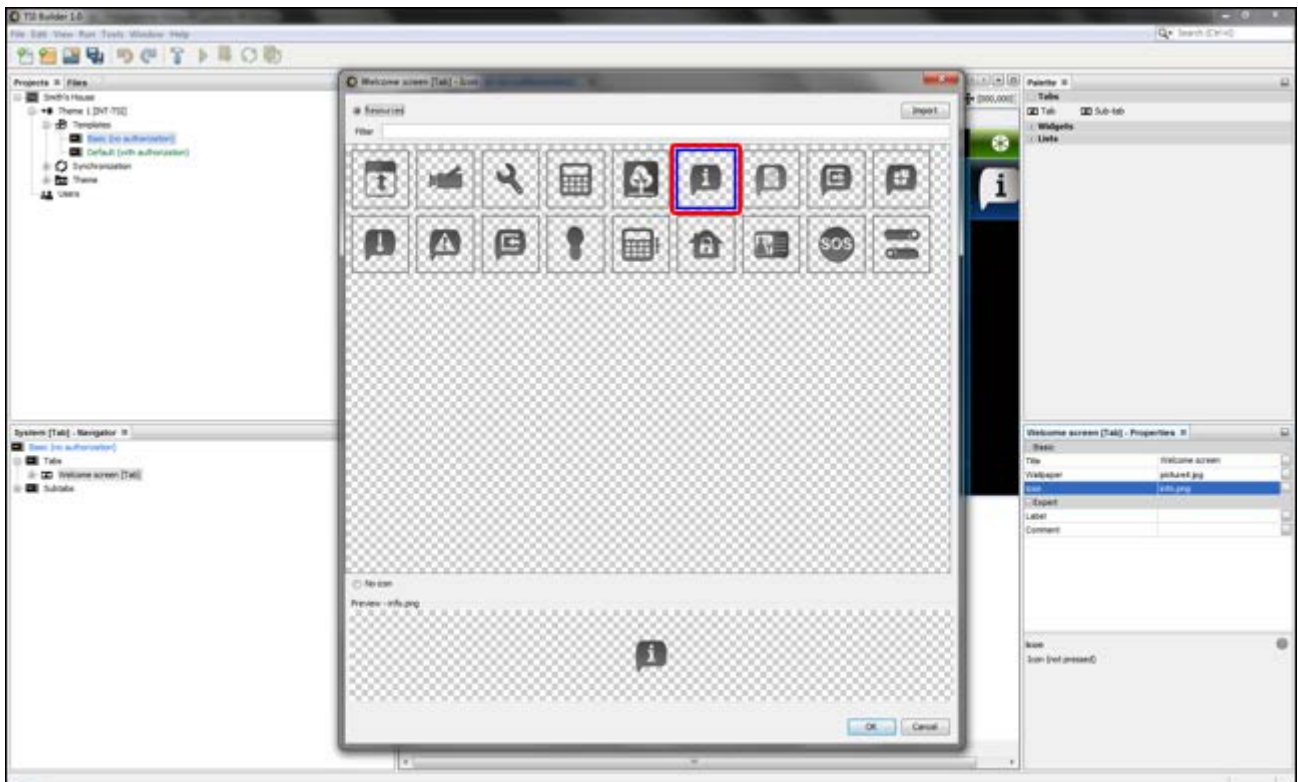 TSI Builder 1.0
File Edit View Run Tools Window Help
Search (Ctrl+I)
Projects Files
Smith's House
Theme 1 [INT-TSI]
Templates
Basic (no authorization)
Default (with authorization)
Synchronization
Theme
Users
Welcome screen [Tab] - Icon
Resources
Import
Filter
i
SOS
No icon
Preview - info.png
i
OK Cancel
i
Palette
Tabs
Tab Sub-tab
Widgets
Lists
System [Tab] - Navigator
Basic (no authorization)
Tabs
Welcome screen [Tab]
Subtabs
Welcome screen [Tab] - Properties
Basic
Title Welcome screen
Wallpaper picture4.jpg
Icon info.png
Expert
Label
Comment
Icon
Icon (not pressed)